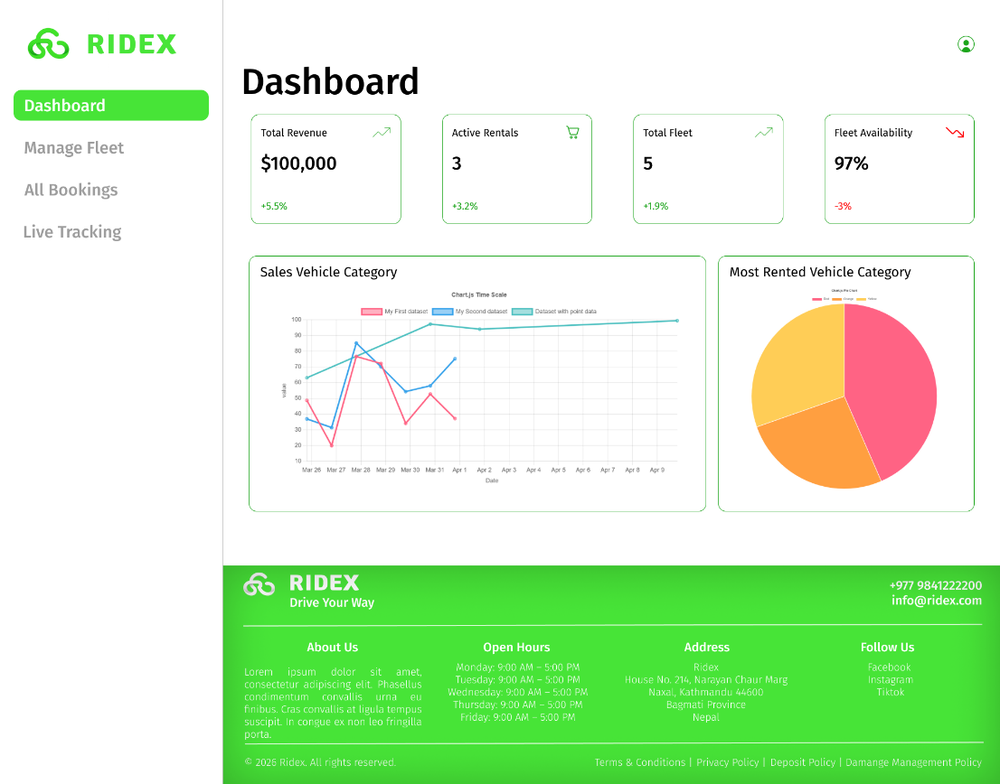 RIDEX
Dashboard
Manage Fleet
All Bookings
Live Tracking
Dashboard
Total Revenue
$100,000
+5.5%
Active Rentals
3
+3.2%
Total Fleet
5
+1.9%
Fleet Availability
97%
-3%
Sales Vehicle Category
Chart.js Time Scale
My First dataset My Second dataset Dataset with point data
100
90
80
70
60
50
40
30
20
10
value
Mar 26 Mar 27 Mar 28 Mar 29 Mar 30 Mar 31 Apr 1 Apr 2 Apr 3 Apr 4 Apr 5 Apr 6 Apr 7 Apr 8 Apr 9
Date
Most Rented Vehicle Category
Chart.js Pie Chart
Red Orange Yellow
RIDEX
Drive Your Way
+977 9841222200
info@ridex.com
About Us
Lorem ipsum dolor sit amet,
consectetur adipiscing elit. Phasellus
condimentum convallis urna eu
finibus. Cras convallis at ligula tempus
suscipit. In congue ex non leo fringilla
porta.
Open Hours
Monday: 9:00 AM – 5:00 PM
Tuesday: 9:00 AM – 5:00 PM
Wednesday: 9:00 AM – 5:00 PM
Thursday: 9:00 AM – 5:00 PM
Friday: 9:00 AM – 5:00 PM
Address
Ridex
House No. 214, Narayan Chaur Marg
Naxal, Kathmandu 44600
Bagmati Province
Nepal
Follow Us
Facebook
Instagram
Tiktok
© 2026 Ridex. All rights reserved.
Terms & Conditions | Privacy Policy | Deposit Policy | Damange Management Policy